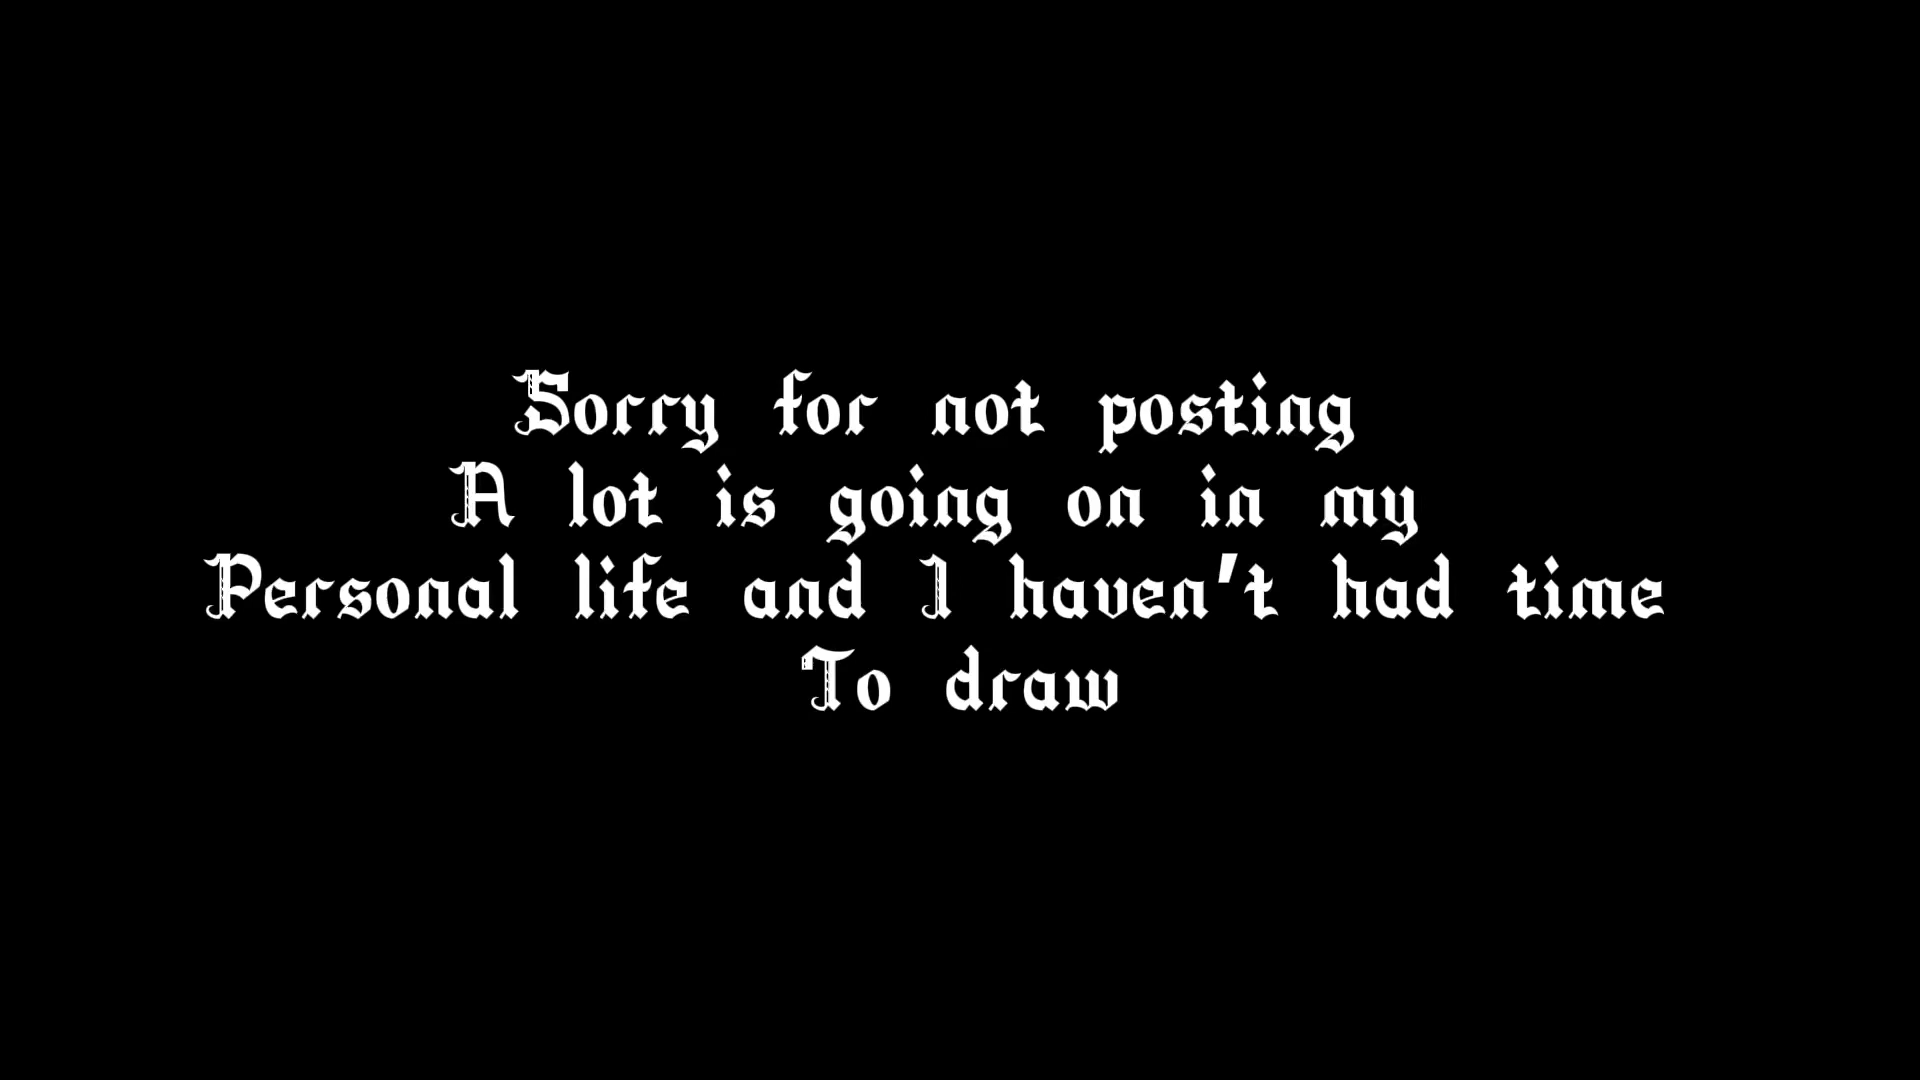 Sorry for not posting
A lot is going on in my
Personal life and I haven't had time
To draw